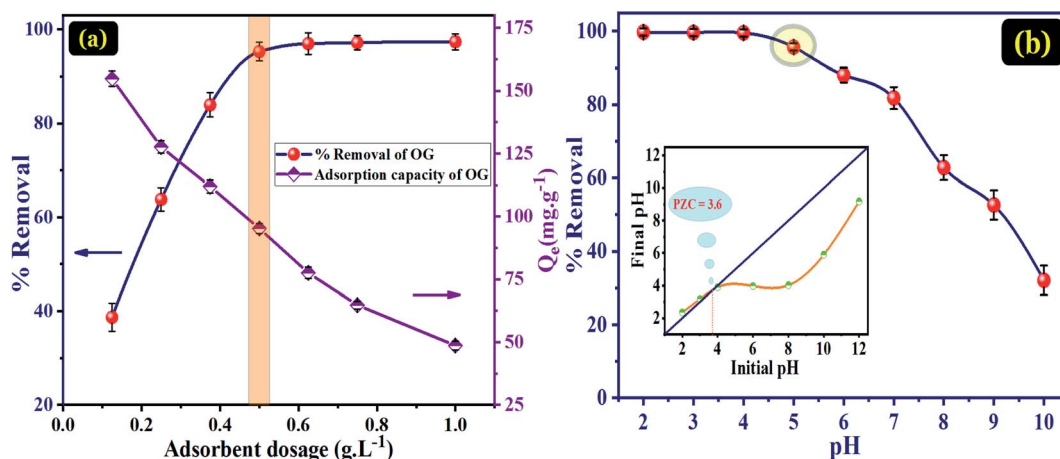 (a)
100
80
60
40
20
% Removal
0.0 0.2 0.4 0.6 0.8 1.0
Adsorbent dosage (g.L⁻¹)
175
150
125
100
75
50
25
Qₑ(mg.g⁻¹)
% Removal of OG
Adsorption capacity of OG
(b)
100
80
60
30
0
% Removal
2 3 4 5 6 7 8 9 10
pH
12
10
8
6
4
2
Final pH
PZC = 3.6
2 4 6 8 10 12
Initial pH